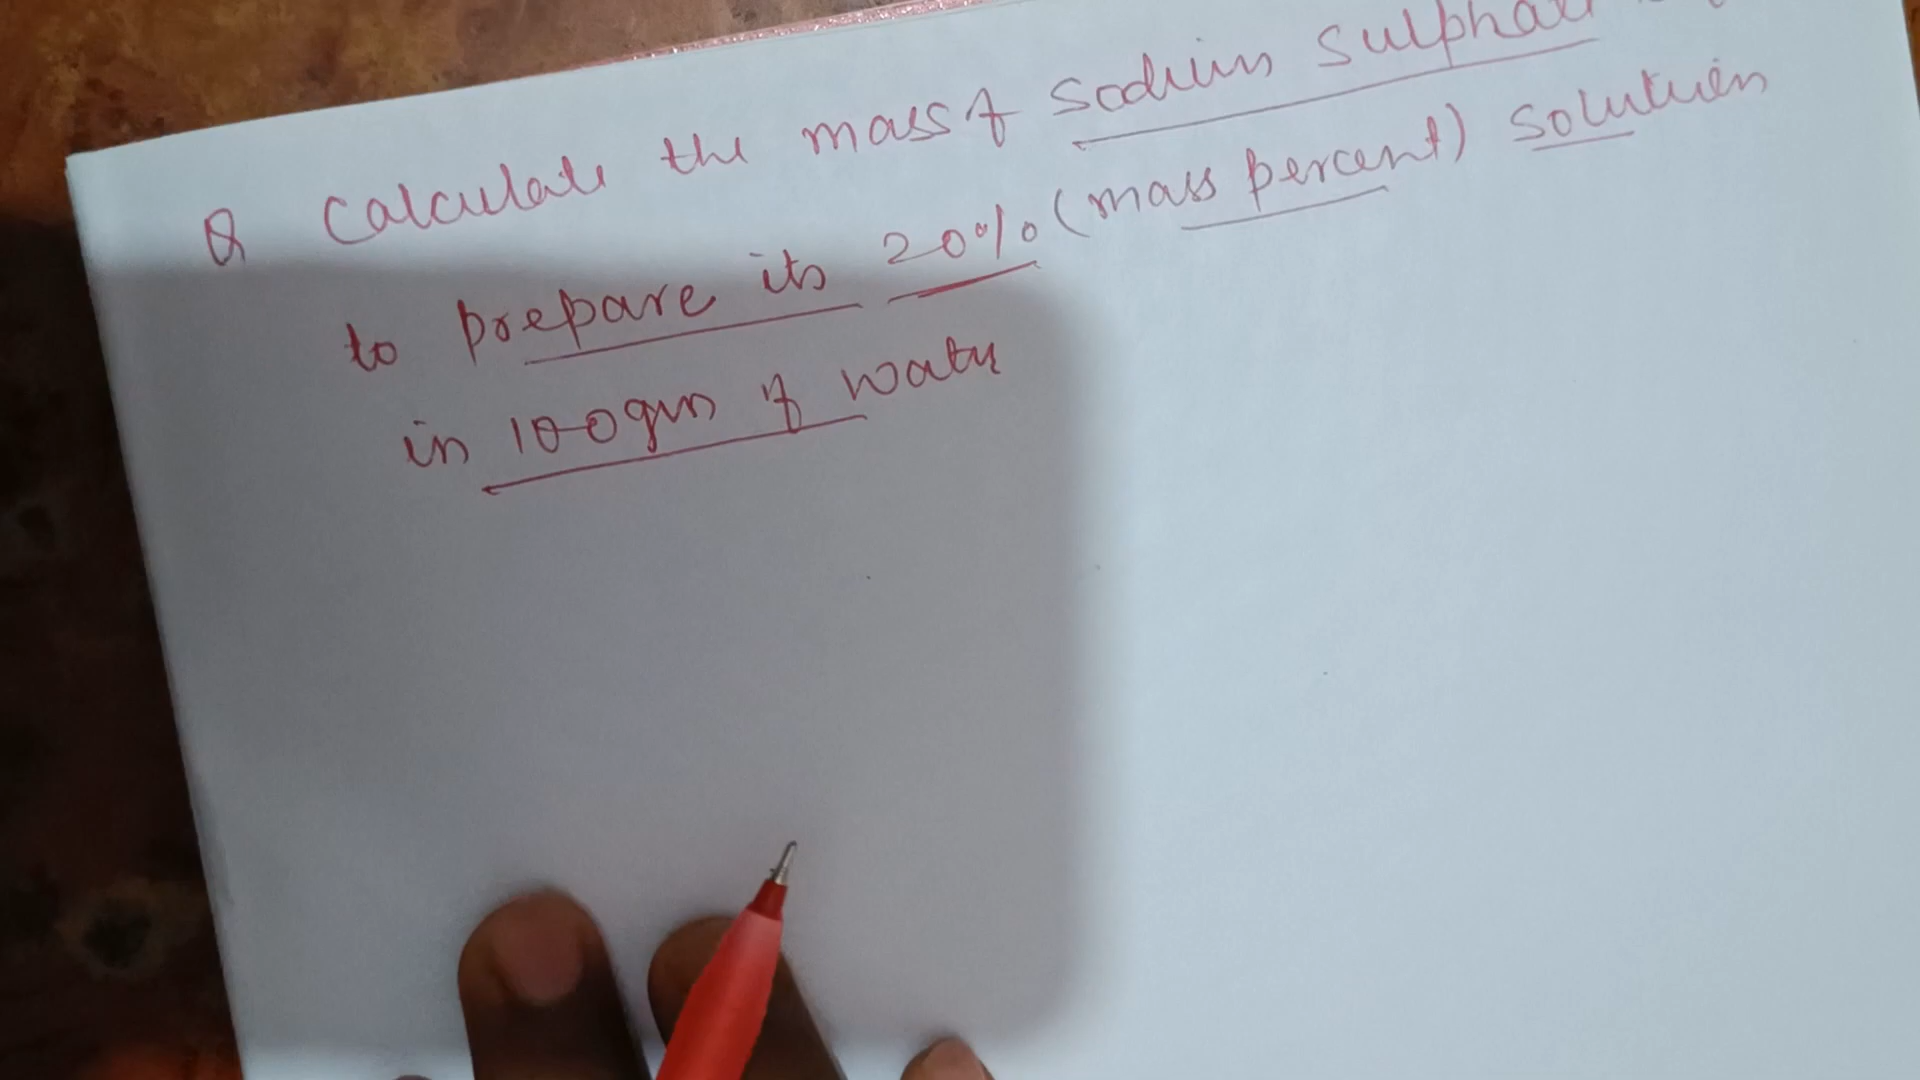 Q Calculate the mass of Sodium Sulphate
to prepare its 20% (mass percent) solution
in 100gm of water